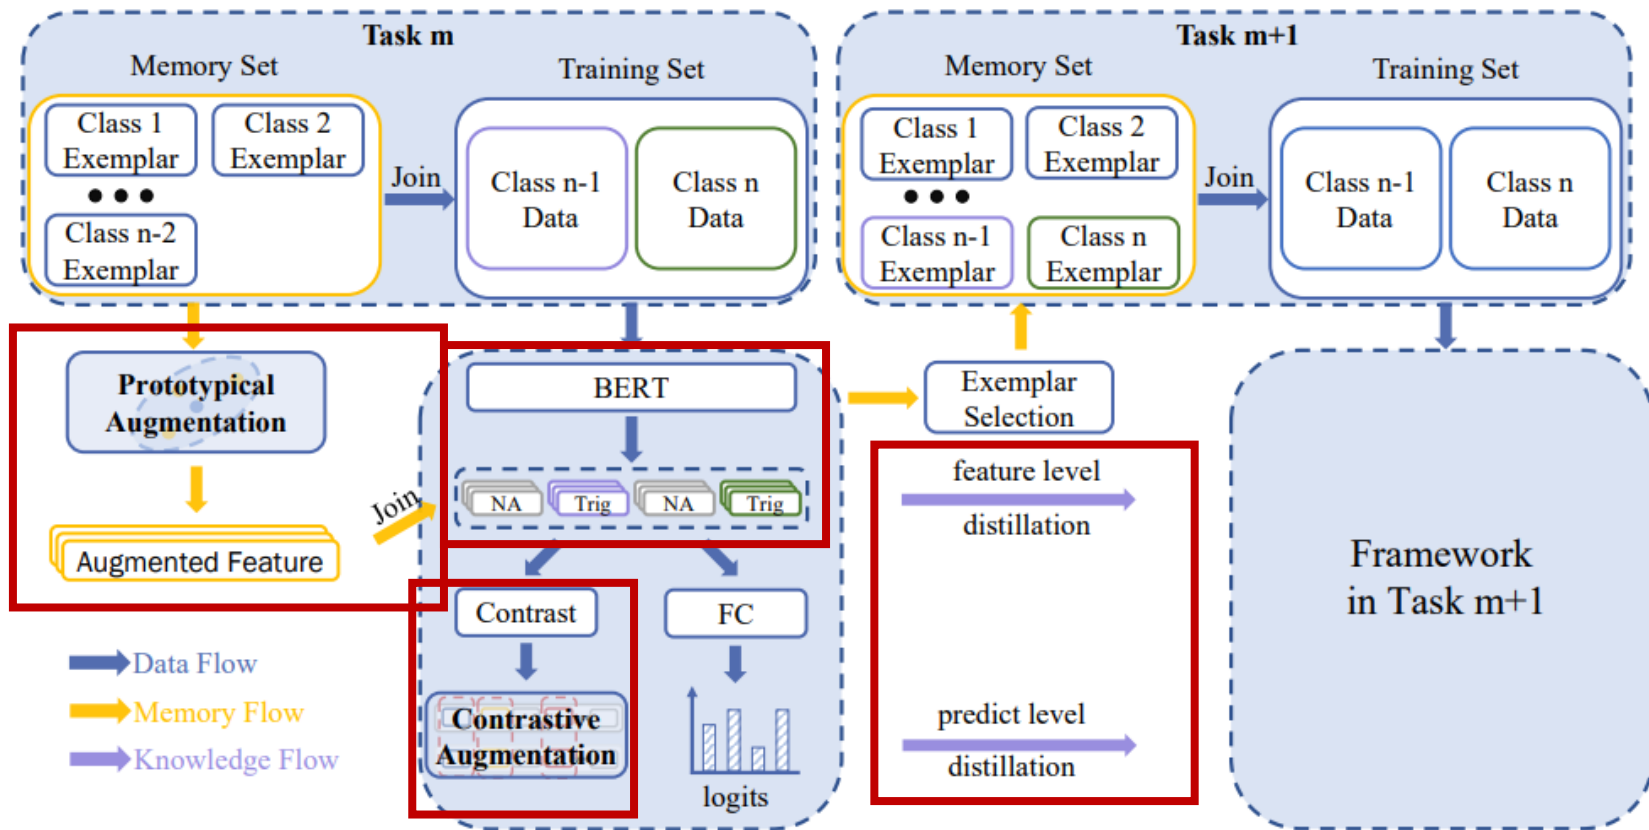 Task m
Memory Set
Training Set
Class 1
Exemplar
Class 2
Exemplar
Class n-2
Exemplar
Join
Class n-1
Data
Class n
Data
Task m+1
Memory Set
Training Set
Class 1
Exemplar
Class 2
Exemplar
Class n-1
Exemplar
Class n
Exemplar
Join
Class n-1
Data
Class n
Data
Prototypical
Augmentation
Augmented Feature
Join
BERT
NA
Trig
NA
Trig
Contrast
FC
Contrastive
Augmentation
logits
Exemplar
Selection
feature level
distillation
predict level
distillation
Framework
in Task m+1
Data Flow
Memory Flow
Knowledge Flow